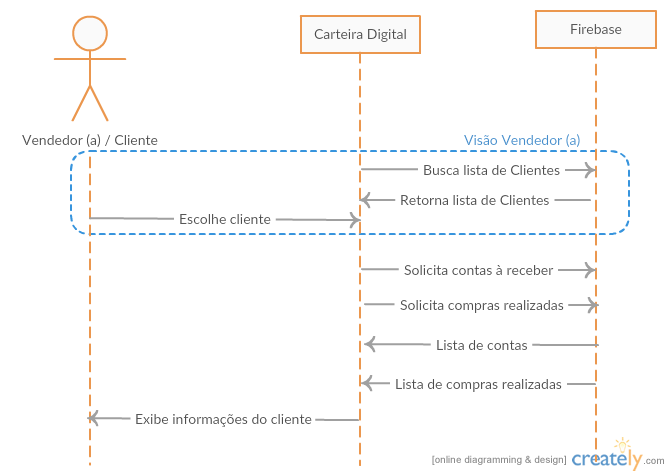 Carteira Digital
Firebase
Vendedor (a) / Cliente
Visão Vendedor (a)
Busca lista de Clientes
Retorna lista de Clientes
Escolhe cliente
Solicita contas à receber
Solicita compras realizadas
Lista de contas
Lista de compras realizadas
Exibe informações do cliente
[online diagramming & design] creately.com